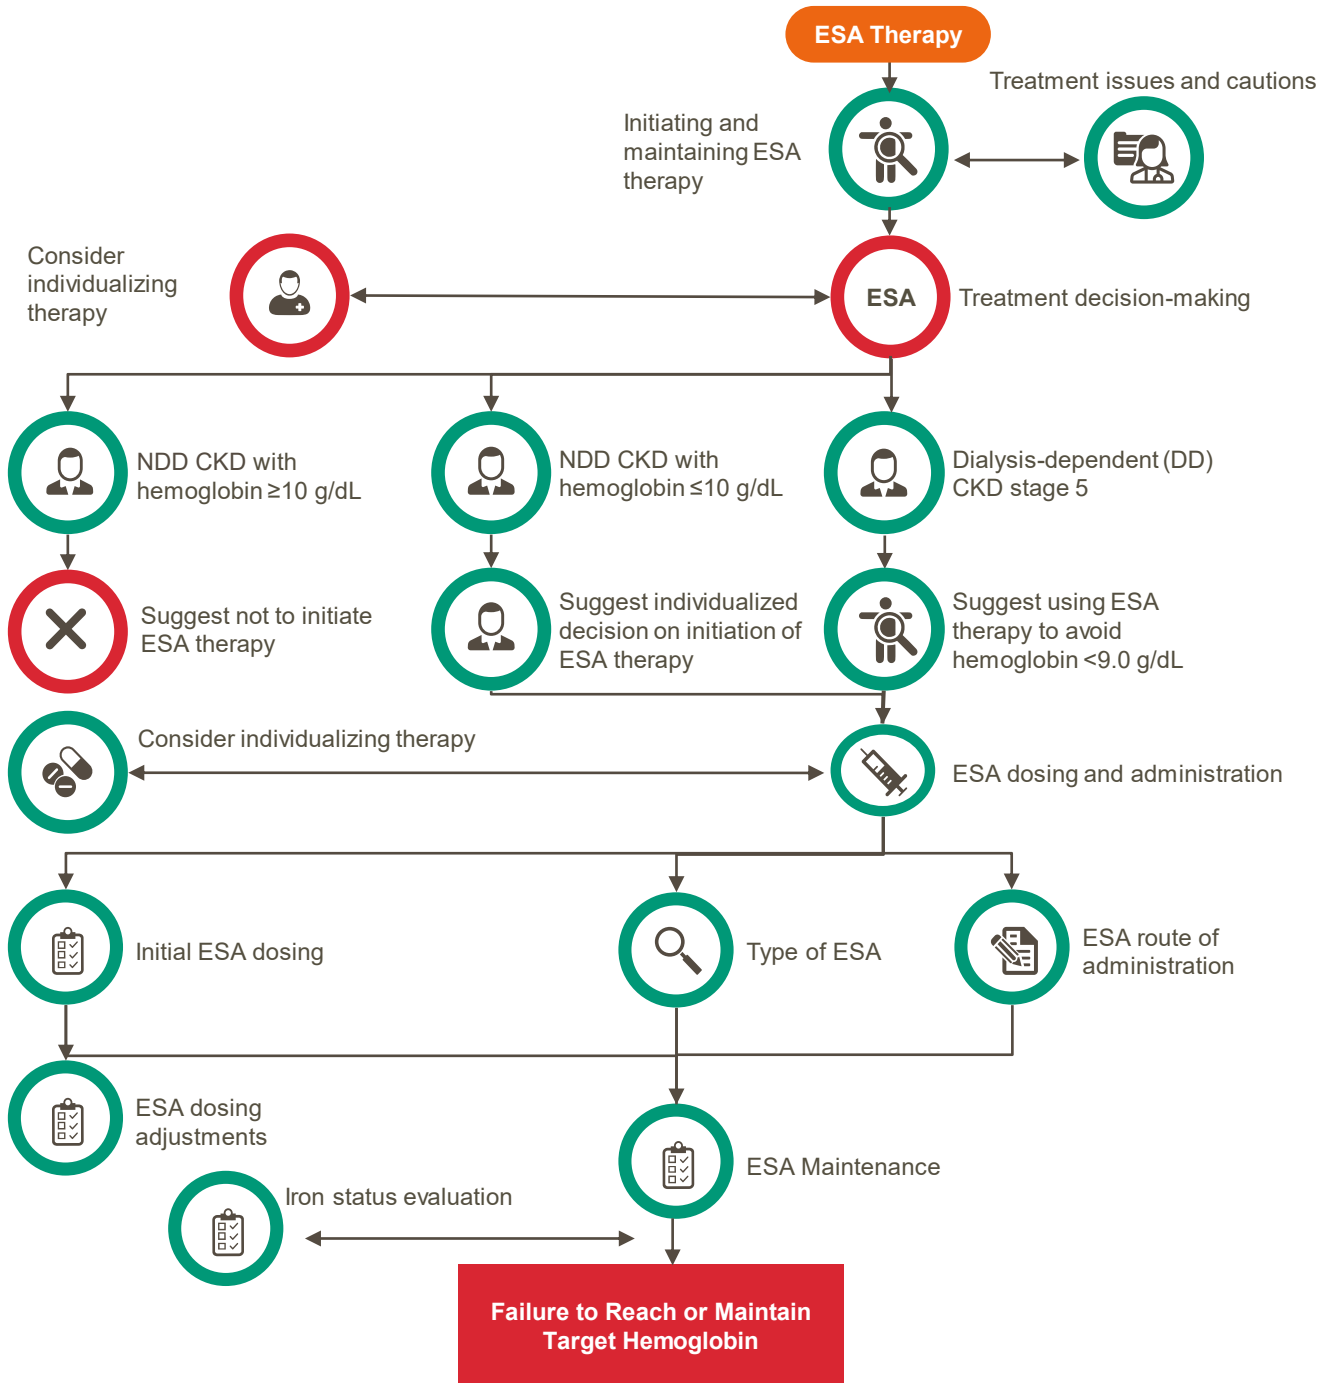 ESA Therapy
Treatment issues and cautions
Initiating and
maintaining ESA
therapy
Consider
individualizing
therapy
ESA
Treatment decision-making
NDD CKD with
hemoglobin ≥10 g/dL
NDD CKD with
hemoglobin ≤10 g/dL
Dialysis-dependent (DD)
CKD stage 5
Suggest not to initiate
ESA therapy
Suggest individualized
decision on initiation of
ESA therapy
Suggest using ESA
therapy to avoid
hemoglobin <9.0 g/dL
Consider individualizing therapy
ESA dosing and administration
Initial ESA dosing
Type of ESA
ESA route of
administration
ESA dosing
adjustments
ESA Maintenance
Iron status evaluation
Failure to Reach or Maintain
Target Hemoglobin